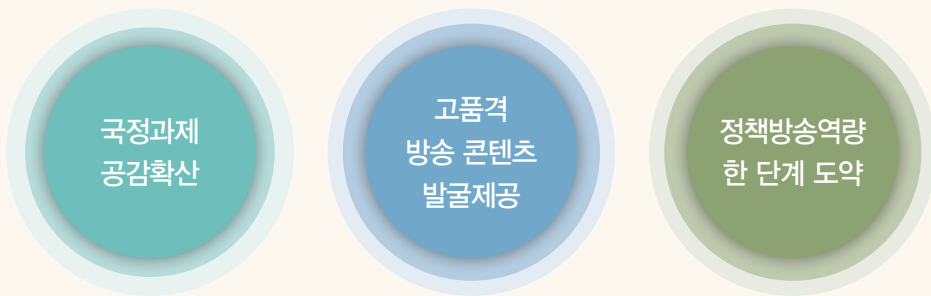 국정과제
공감확산
고품격
방송 콘텐츠
발굴제공
정책방송역량
한 단계 도약